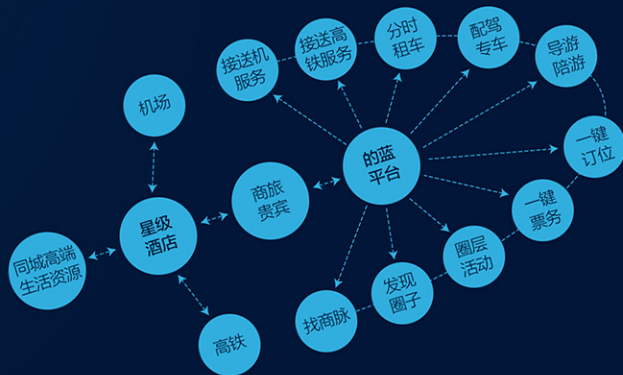 接送机
服务
接送高
铁服务
分时
租车
配驾
专车
导游
陪游
机场
的蓝
平台
一键
订位
商旅
贵宾
一键
票务
星级
酒店
圈层
活动
同城高端
生活资源
发现
圈子
找商脉
高铁